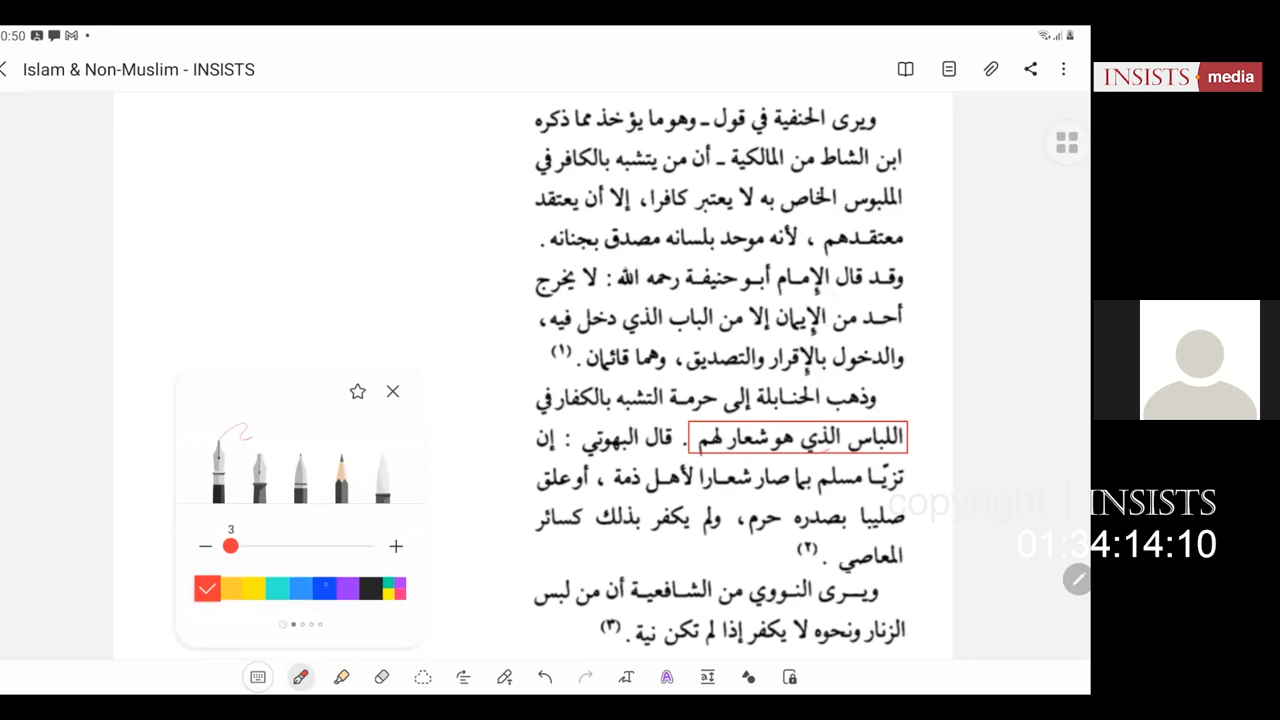 0:50
Islam & Non-Muslim - INSISTS
INSISTS media
ويرى الحنفية في قول ـ وهو ما يؤخذ مما ذكره
ابن الشاط من المالكية ـ أن من يتشبه بالكافر في
الملبوس الخاص به لا يعتبر كافرا، إلا أن يعتقد
معتقدهم ، لأنه موحد بلسانه مصدق بجنانه .
وقد قال الإمام أبو حنيفة رحمه الله : لا يخرج
أحد من الإيمان إلا من الباب الذي دخل فيه،
والدخول بالإقرار والتصديق، وهما قائمان . (١)
وذهب الحنابلة إلى حرمة التشبه بالكفار في
اللباس الذي هو شعار لهم . قال البهوتي : إن
تزيّا مسلم بما صار شعارا لأهل ذمة ، أو علق
صليبا بصدره حرم، ولم يكفر بذلك كسائر
المعاصي . (٢)
ويرى النووي من الشافعية أن من لبس
الزنار ونحوه لا يكفر إذا لم تكن نية . (٣)
3
copyright | INSISTS
01:34:14:10